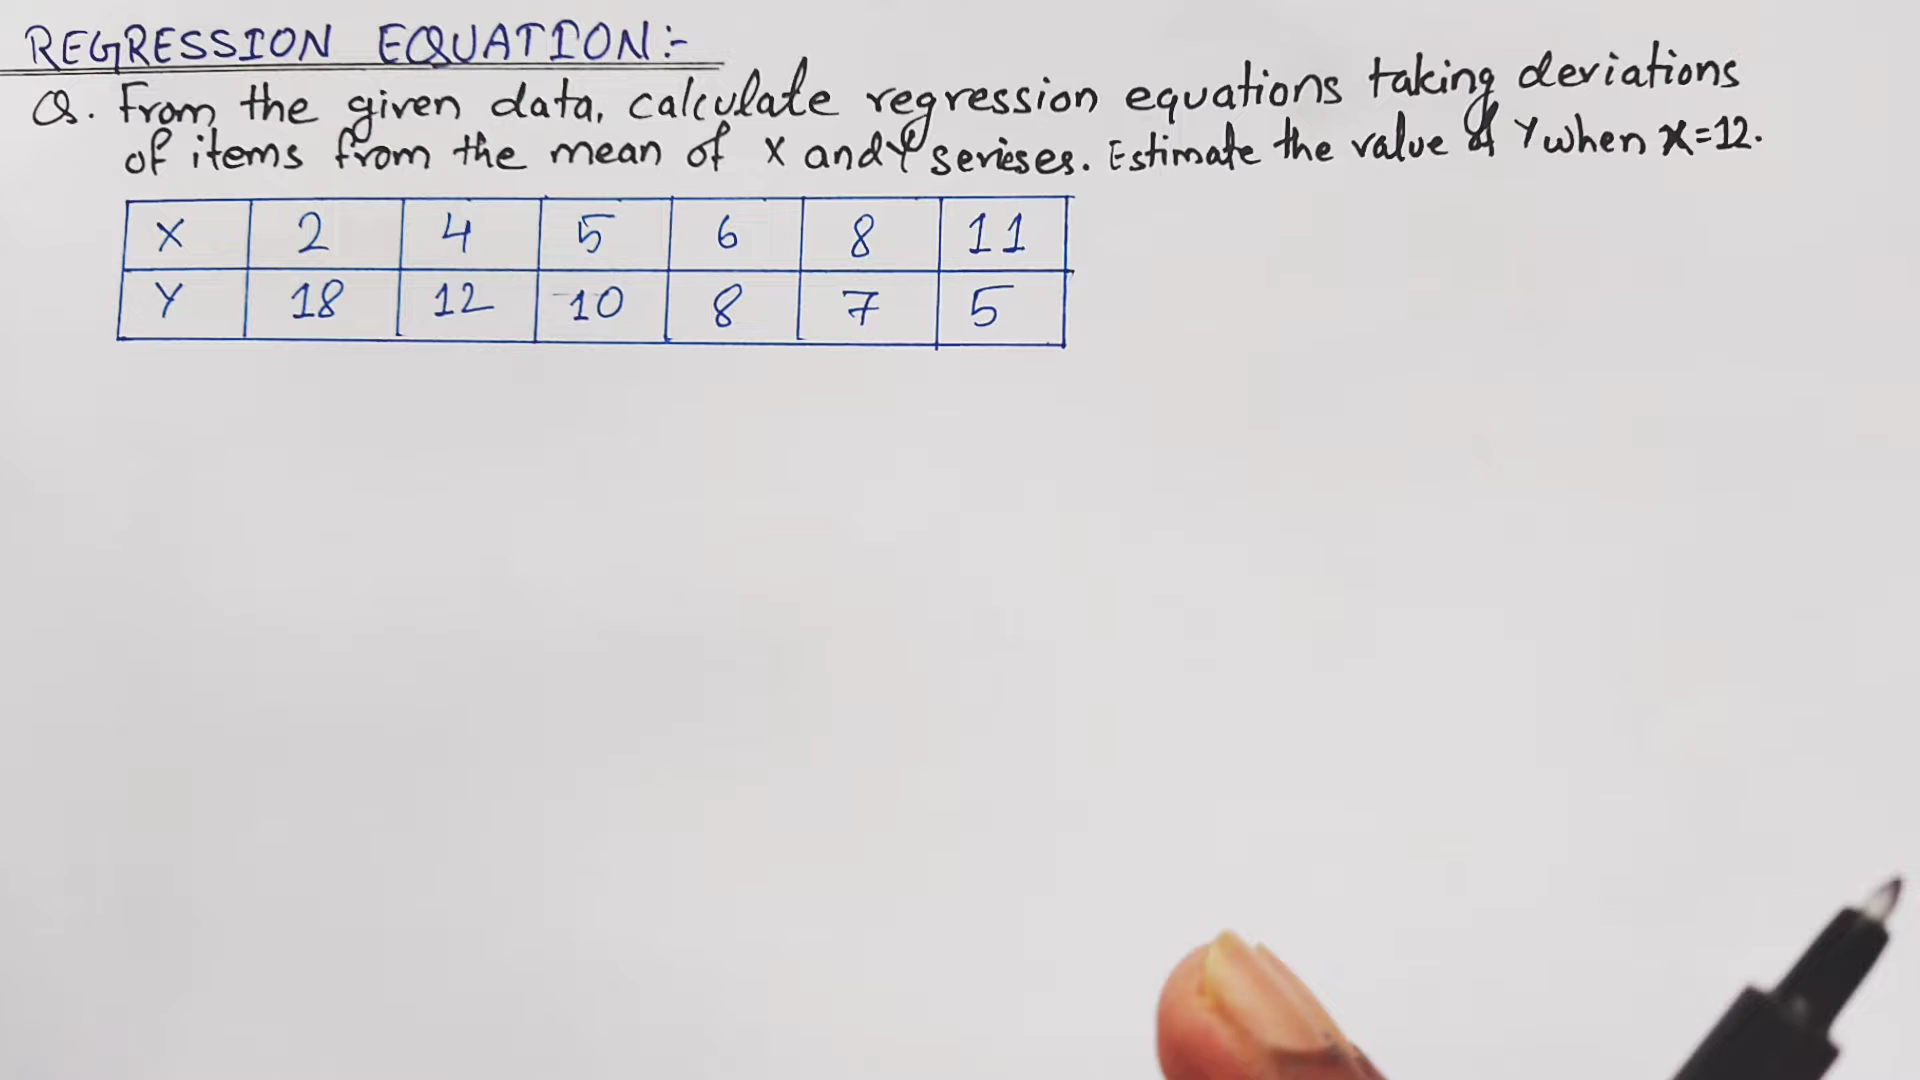 REGRESSION EQUATION:-
Q. From the given data, calculate regression equations taking deviations
of items from the mean of X and Y serieses. Estimate the value of Y when X=12.
X 2 4 5 6 8 11
Y 18 12 10 8 7 5